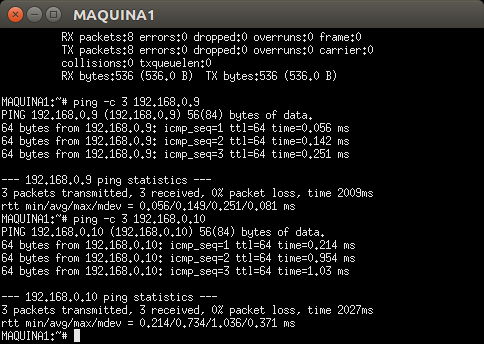 MAQUINA1
RX packets:8 errors:0 dropped:0 overruns:0 frame:0
TX packets:8 errors:0 dropped:0 overruns:0 carrier:0
collisions:0 txqueuelen:0
RX bytes:536 (536.0 B)  TX bytes:536 (536.0 B)
MAQUINA1:~# ping -c 3 192.168.0.9
PING 192.168.0.9 (192.168.0.9) 56(84) bytes of data.
64 bytes from 192.168.0.9: icmp_seq=1 ttl=64 time=0.056 ms
64 bytes from 192.168.0.9: icmp_seq=2 ttl=64 time=0.142 ms
64 bytes from 192.168.0.9: icmp_seq=3 ttl=64 time=0.251 ms
--- 192.168.0.9 ping statistics ---
3 packets transmitted, 3 received, 0% packet loss, time 2009ms
rtt min/avg/max/mdev = 0.056/0.149/0.251/0.081 ms
MAQUINA1:~# ping -c 3 192.168.0.10
PING 192.168.0.10 (192.168.0.10) 56(84) bytes of data.
64 bytes from 192.168.0.10: icmp_seq=1 ttl=64 time=0.214 ms
64 bytes from 192.168.0.10: icmp_seq=2 ttl=64 time=0.954 ms
64 bytes from 192.168.0.10: icmp_seq=3 ttl=64 time=1.03 ms
--- 192.168.0.10 ping statistics ---
3 packets transmitted, 3 received, 0% packet loss, time 2027ms
rtt min/avg/max/mdev = 0.214/0.734/1.036/0.371 ms
MAQUINA1:~#